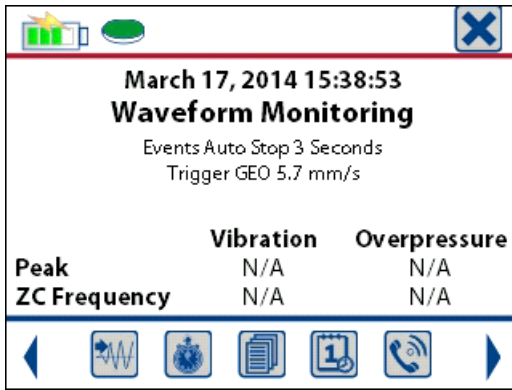 March 17, 2014 15:38:53
Waveform Monitoring
Events Auto Stop 3 Seconds
Trigger GEO 5.7 mm/s
Vibration Overpressure
Peak N/A N/A
ZC Frequency N/A N/A
1